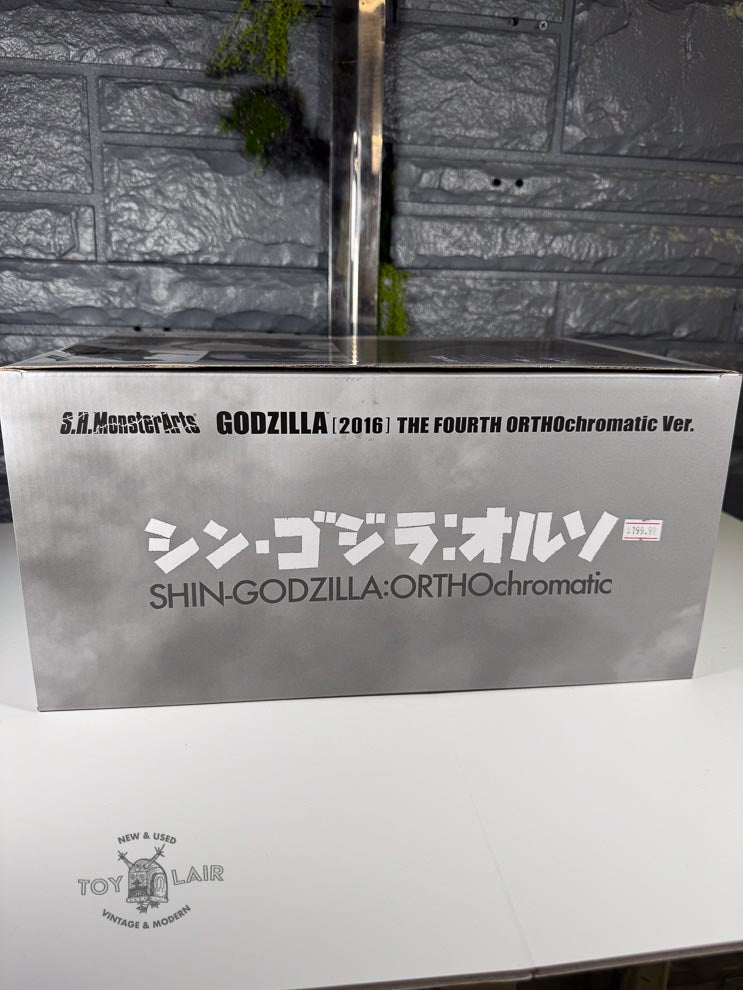 S.H.MonsterArts GODZILLA [2016] THE FOURTH ORTHOchromatic Ver.
シン・ゴジラ:オルソ
SHIN-GODZILLA:ORTHOchromatic
NEW & USED
TOY LAIR
VINTAGE & MODERN